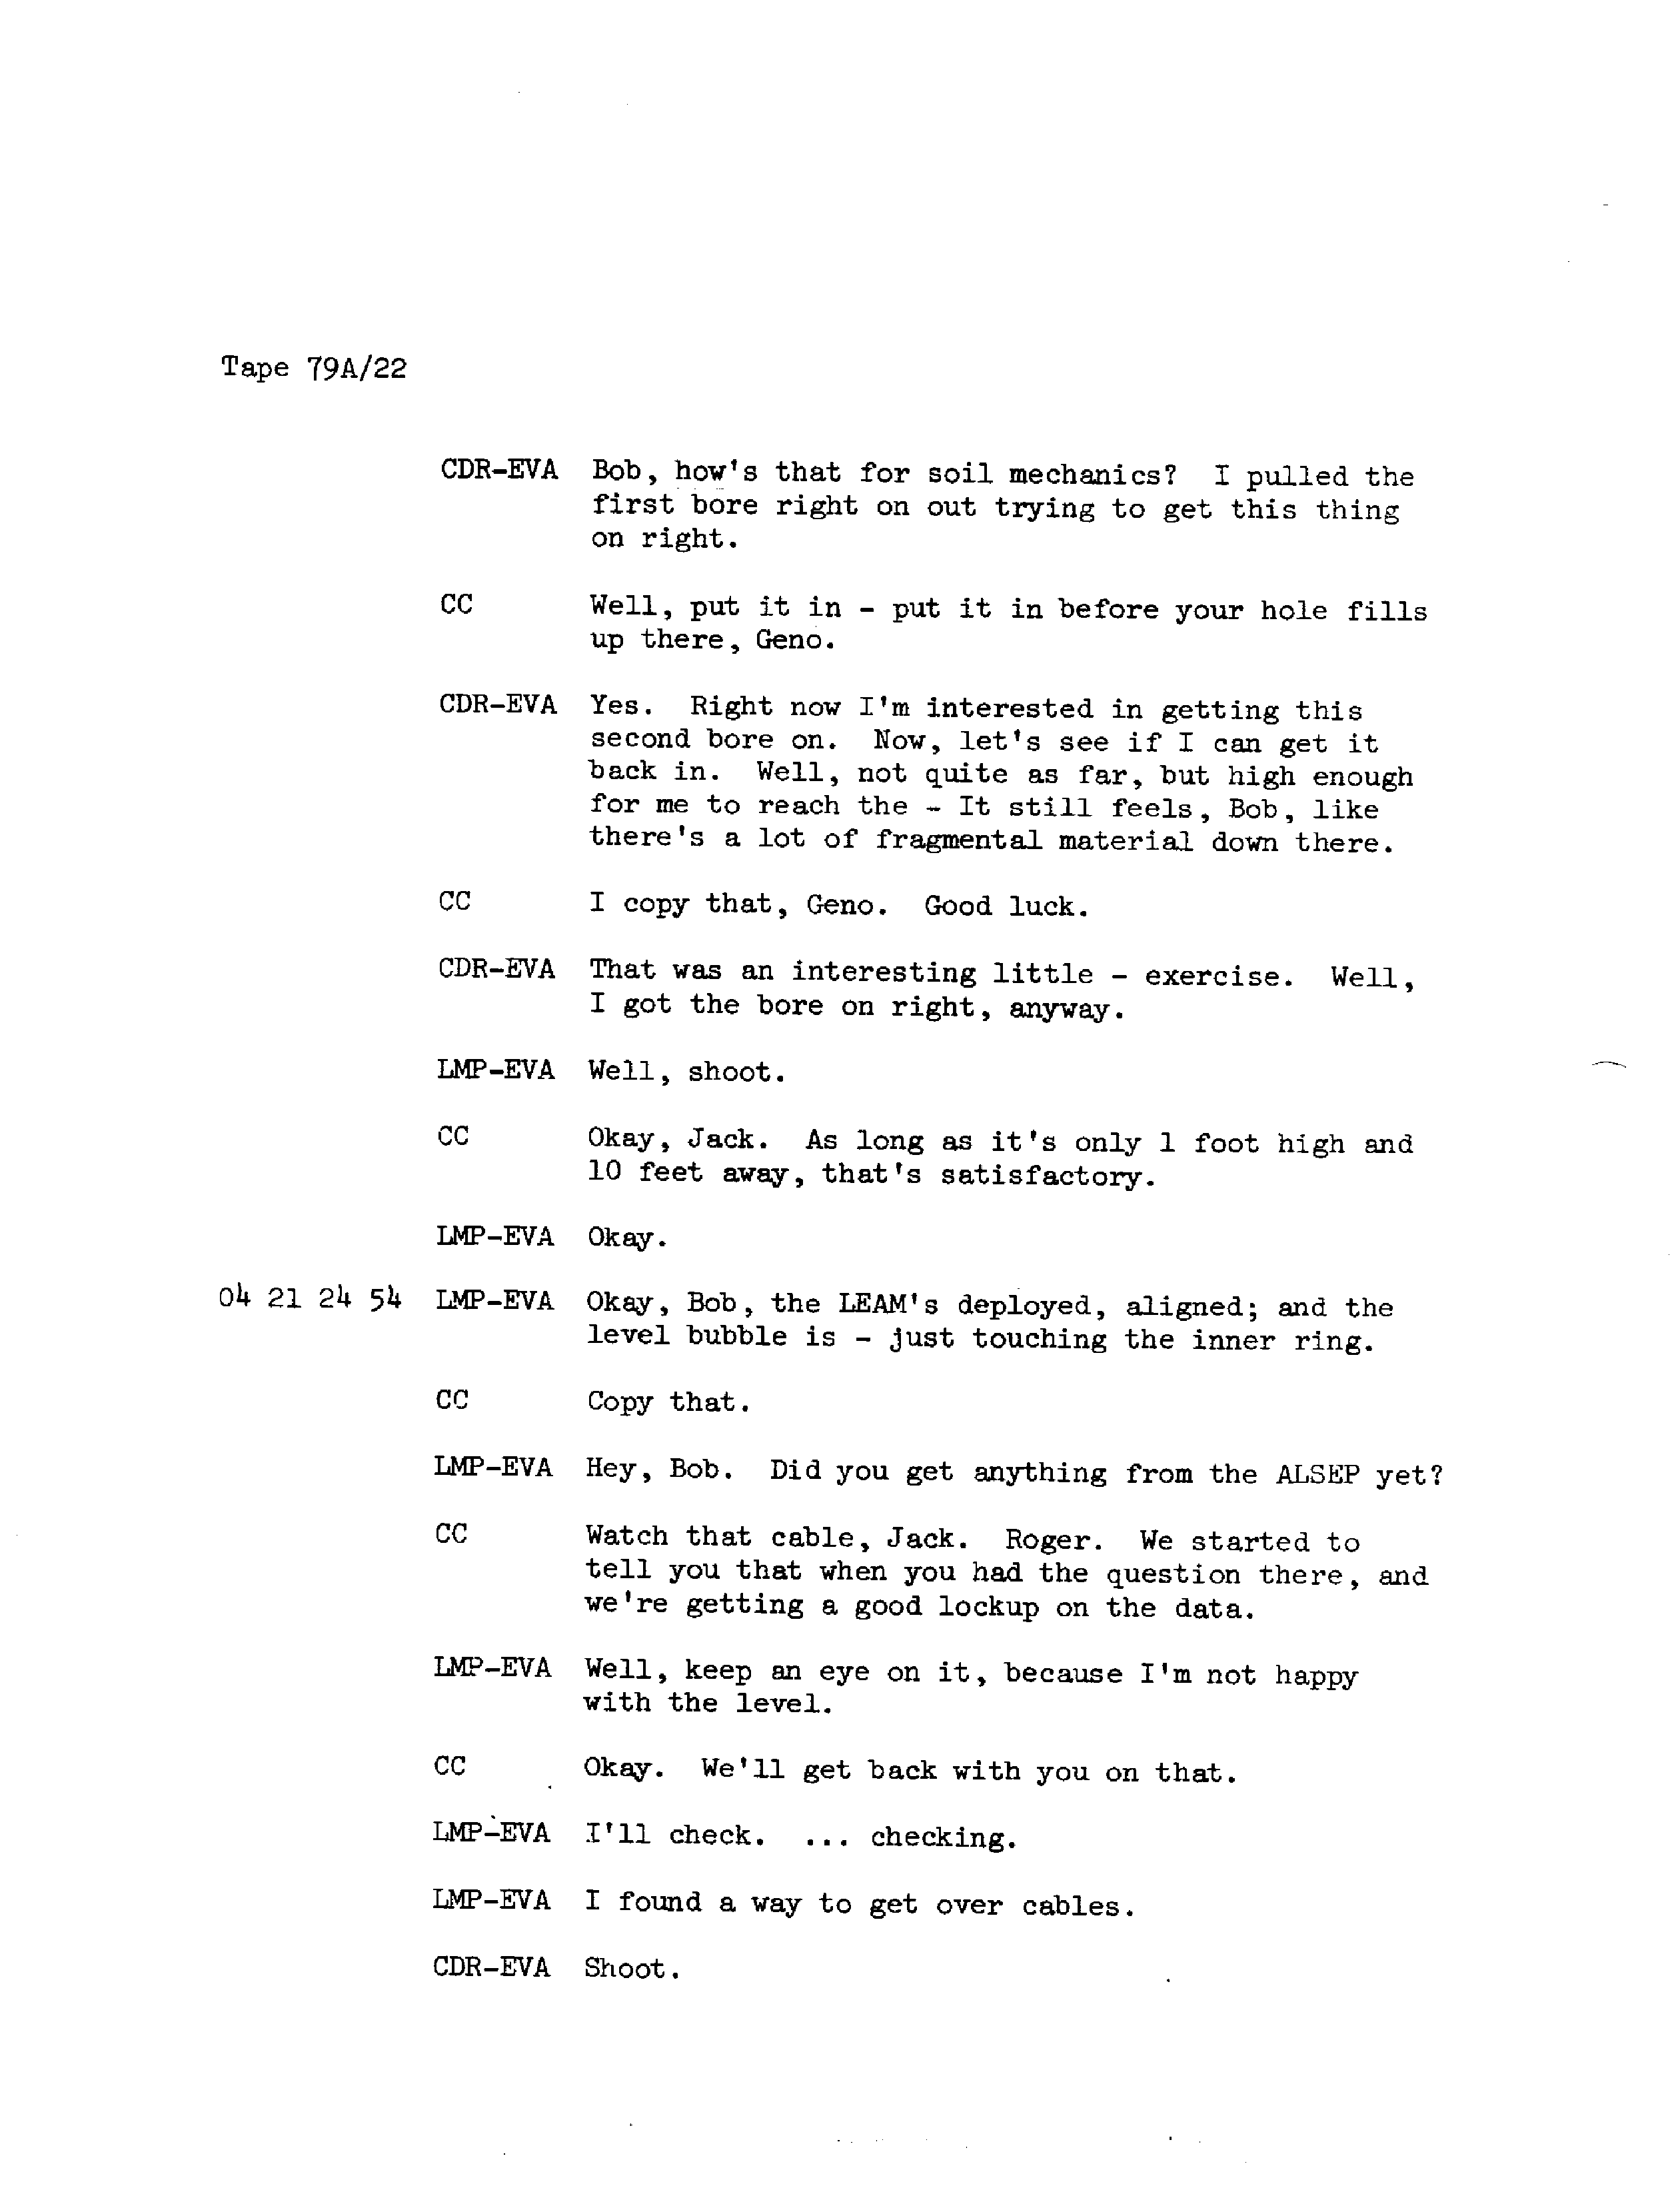 Tape 79A/22
CDR-EVA Bob, how's that for soil mechanics? I pulled the
first bore right on out trying to get this thing
on right.
CC Well, put it in - put it in before your hole fills
up there, Geno.
CDR-EVA Yes. Right now I'm interested in getting this
second bore on. Now, let's see if I can get it
back in. Well, not quite as far, but high enough
for me to reach the - It still feels, Bob, like
there's a lot of fragmental material down there.
CC I copy that, Geno. Good luck.
CDR-EVA That was an interesting little - exercise. Well,
I got the bore on right, anyway.
LMP-EVA Well, shoot.
CC Okay, Jack. As long as it's only 1 foot high and
10 feet away, that's satisfactory.
LMP-EVA Okay.
04 21 24 54 LMP-EVA Okay, Bob, the LEAM's deployed, aligned; and the
level bubble is - just touching the inner ring.
CC Copy that.
LMP-EVA Hey, Bob. Did you get anything from the ALSEP yet?
CC Watch that cable, Jack. Roger. We started to
tell you that when you had the question there, and
we're getting a good lockup on the data.
LMP-EVA Well, keep an eye on it, because I'm not happy
with the level.
CC Okay. We'll get back with you on that.
LMP-EVA I'll check. ... checking.
LMP-EVA I found a way to get over cables.
CDR-EVA Shoot.